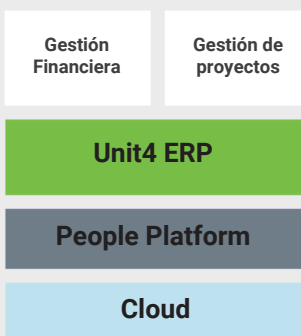 Gestión
Financiera
Gestión de
proyectos
Unit4 ERP
People Platform
Cloud